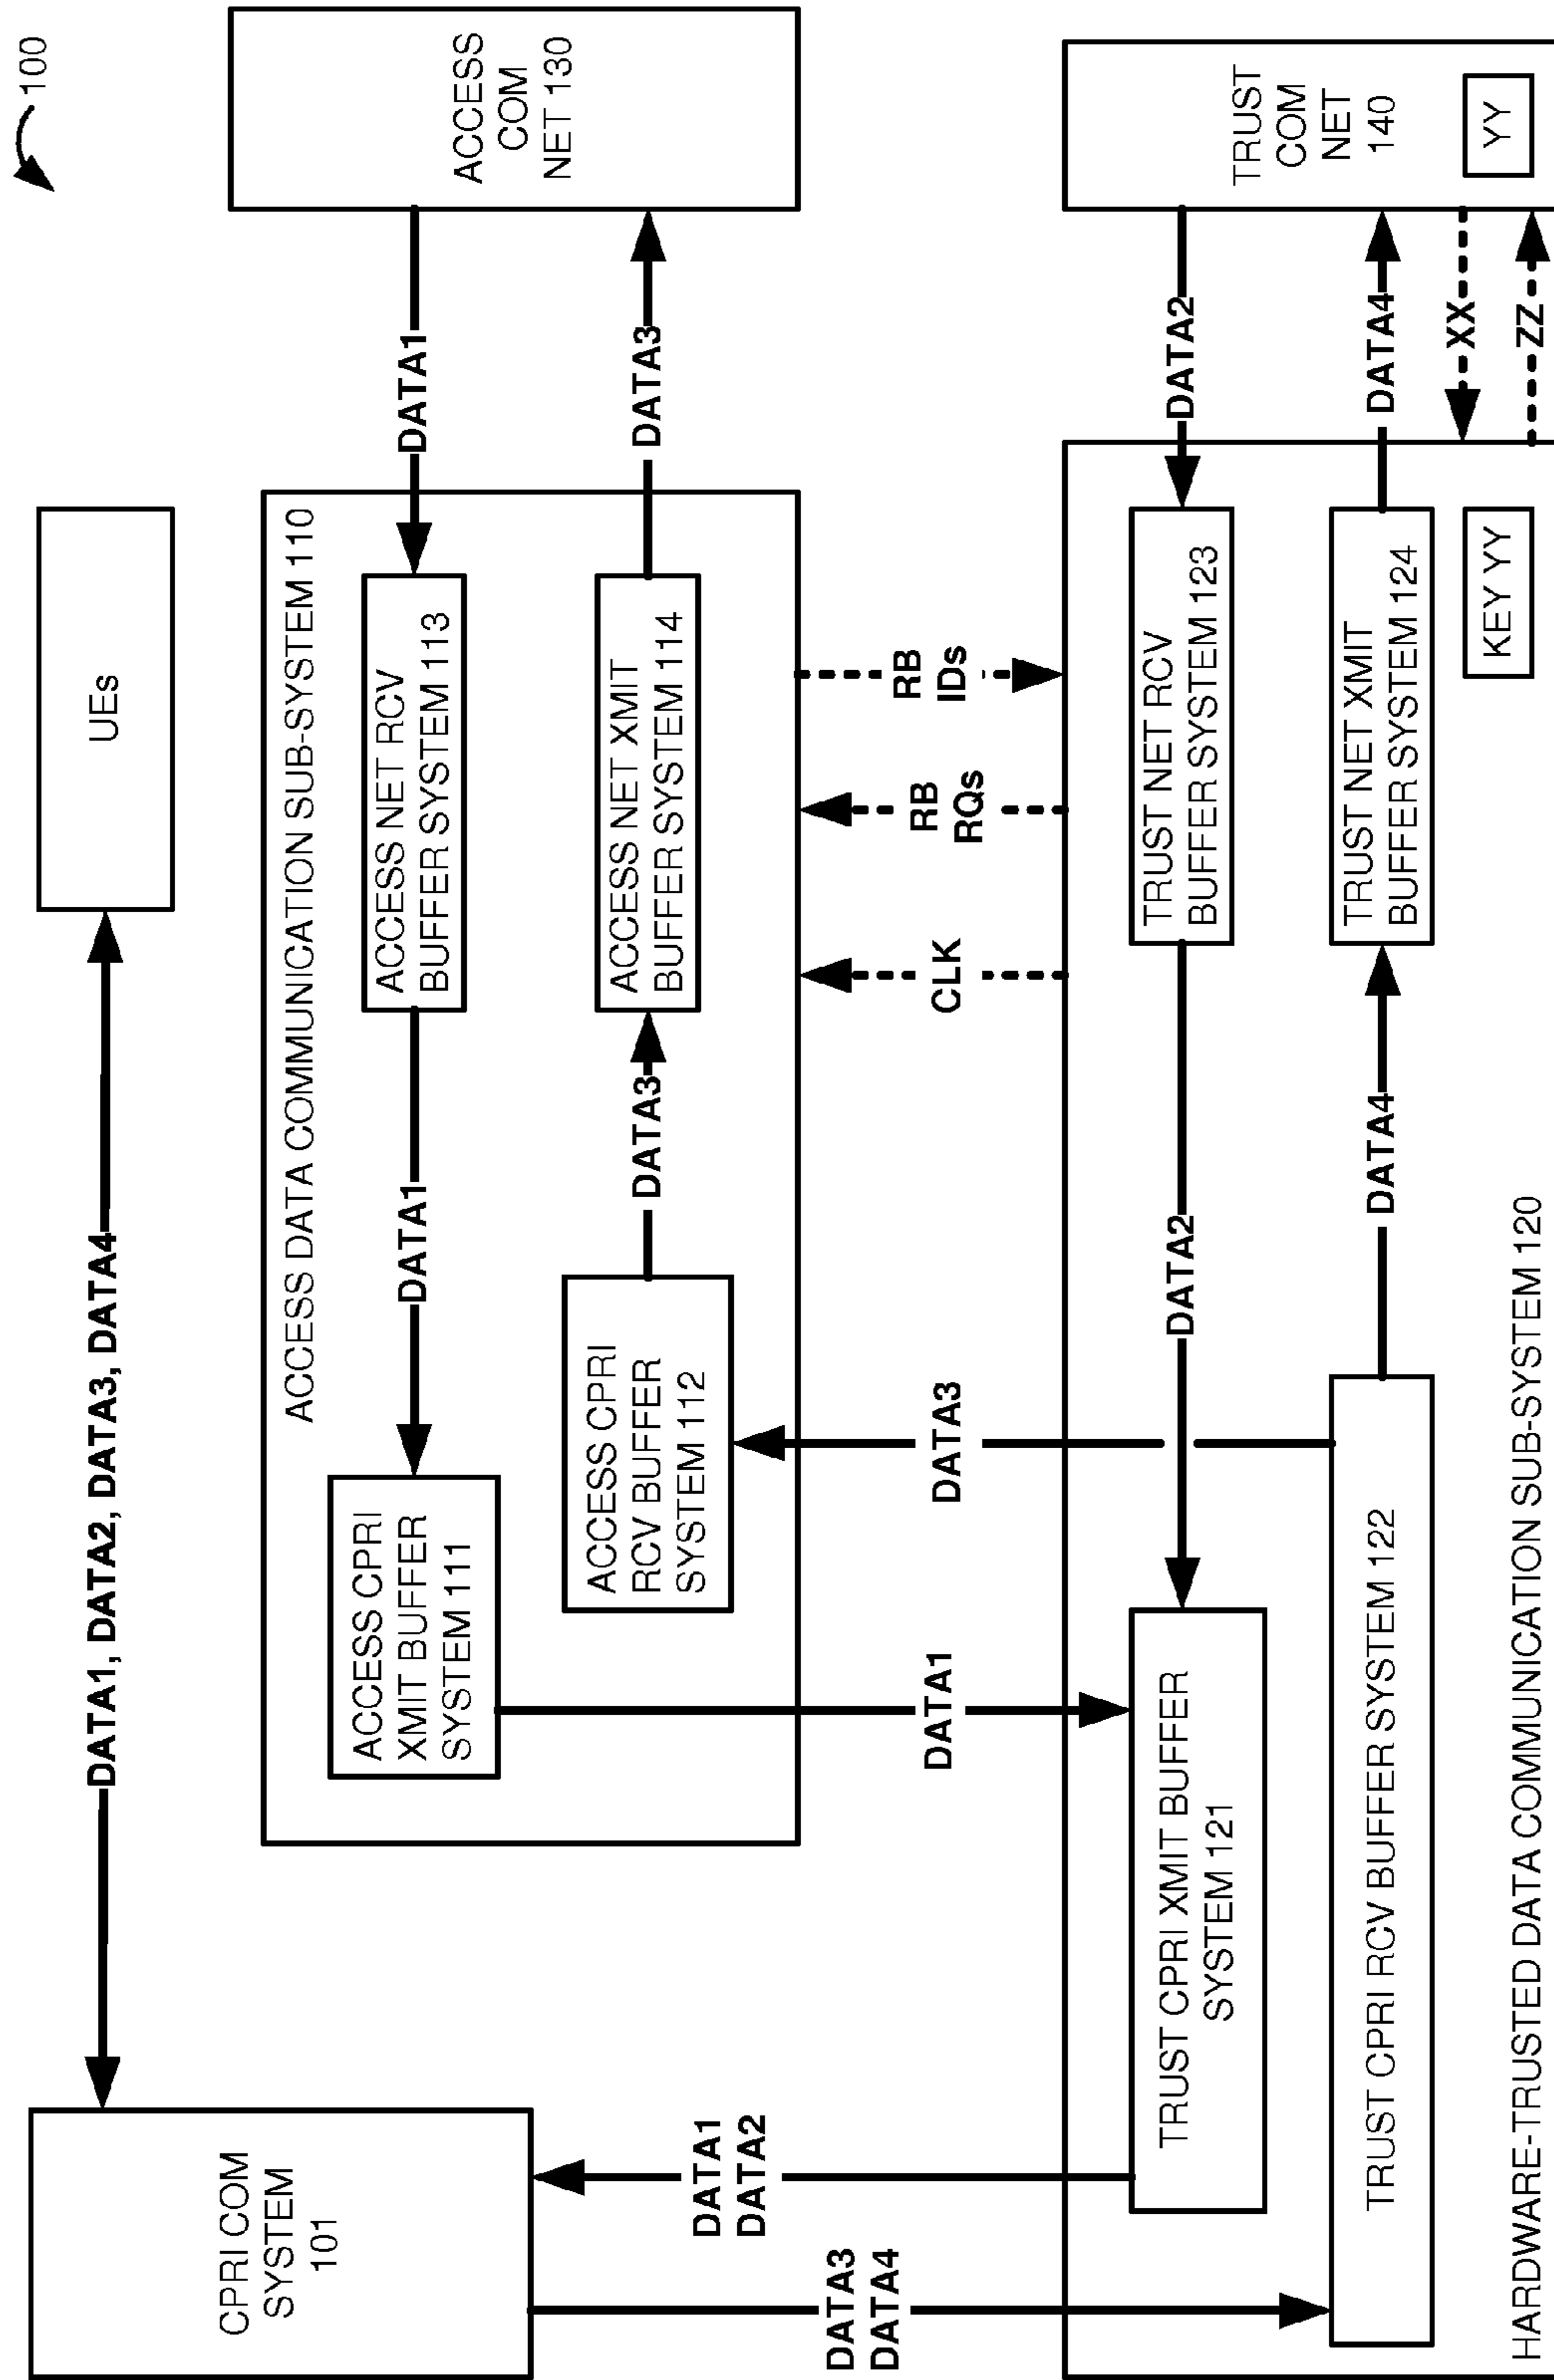 100
UEs
DATA1, DATA2, DATA3, DATA4
CPRI COM
SYSTEM
101
ACCESS DATA COMMUNICATION SUB-SYSTEM 110
ACCESS CPRI
XMIT BUFFER
SYSTEM 111
DATA1
ACCESS NET RCV
BUFFER SYSTEM 113
DATA1
ACCESS
COM
NET 130
ACCESS CPRI
RCV BUFFER
SYSTEM 112
DATA3
ACCESS NET XMIT
BUFFER SYSTEM 114
DATA3
DATA1
DATA2
DATA3
DATA4
DATA1
DATA3
CLK
RB
RQs
RB
IDs
TRUST CPRI XMIT BUFFER
SYSTEM 121
DATA2
TRUST NET RCV
BUFFER SYSTEM 123
DATA2
TRUST
COM
NET
140
TRUST CPRI RCV BUFFER SYSTEM 122
DATA4
TRUST NET XMIT
BUFFER SYSTEM 124
DATA4
KEY YY
XX
YY
ZZ
HARDWARE-TRUSTED DATA COMMUNICATION SUB-SYSTEM 120